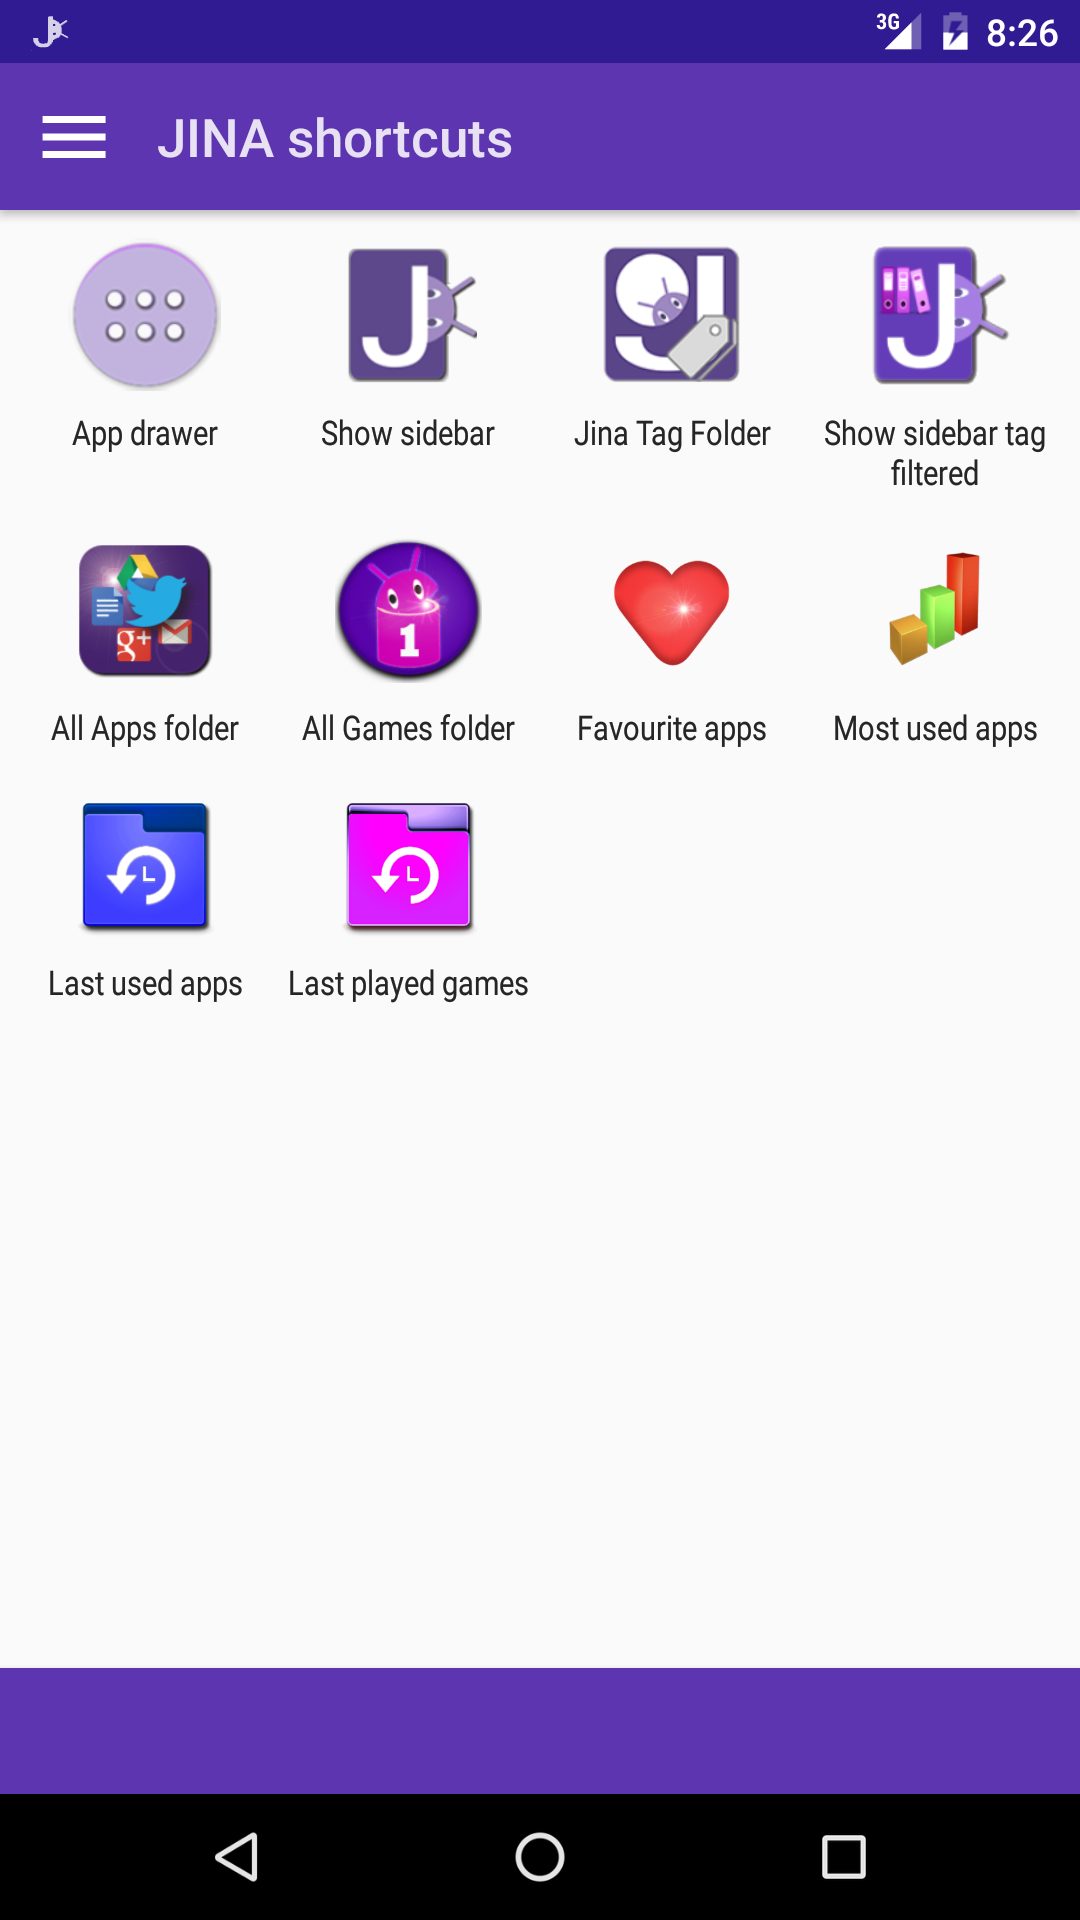 3G 8:26
JINA shortcuts
App drawer
Show sidebar
Jina Tag Folder
Show sidebar tag
filtered
All Apps folder
All Games folder
Favourite apps
Most used apps
Last used apps
Last played games